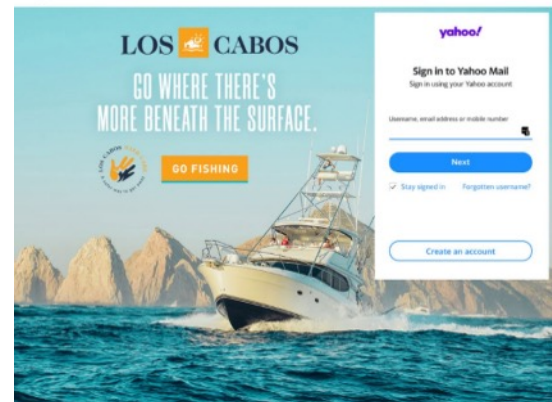 LOS CABOS
GO WHERE THERE'S
MORE BENEATH THE SURFACE.
GO FISHING
yahoo!
Sign in to Yahoo Mail
Sign in using your Yahoo account
Username, email address or mobile number
Next
Stay signed in Forgotten username?
Create an account